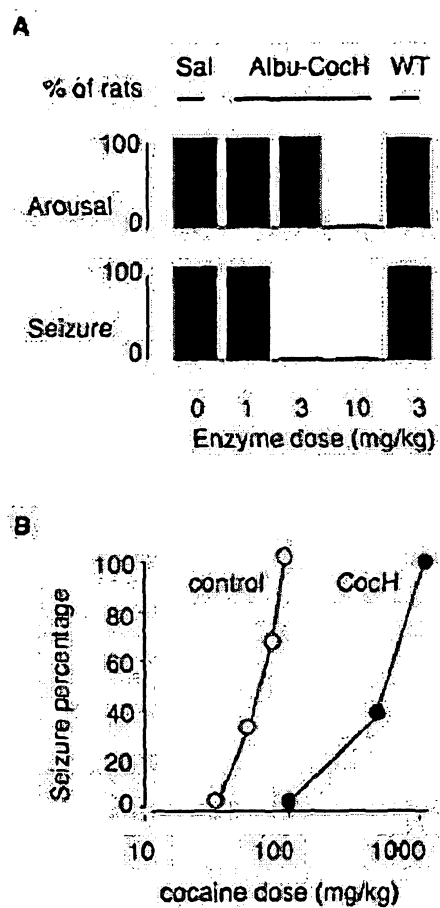 A
Sal Albu-CocH WT
% of rats
100
Arousal
0
100
Seizure
0
0 1 3 10 3
Enzyme dose (mg/kg)
B
100
control CocH
80
60
40
20
0
Seizure percentage
10 100 1000
cocaine dose (mg/kg)